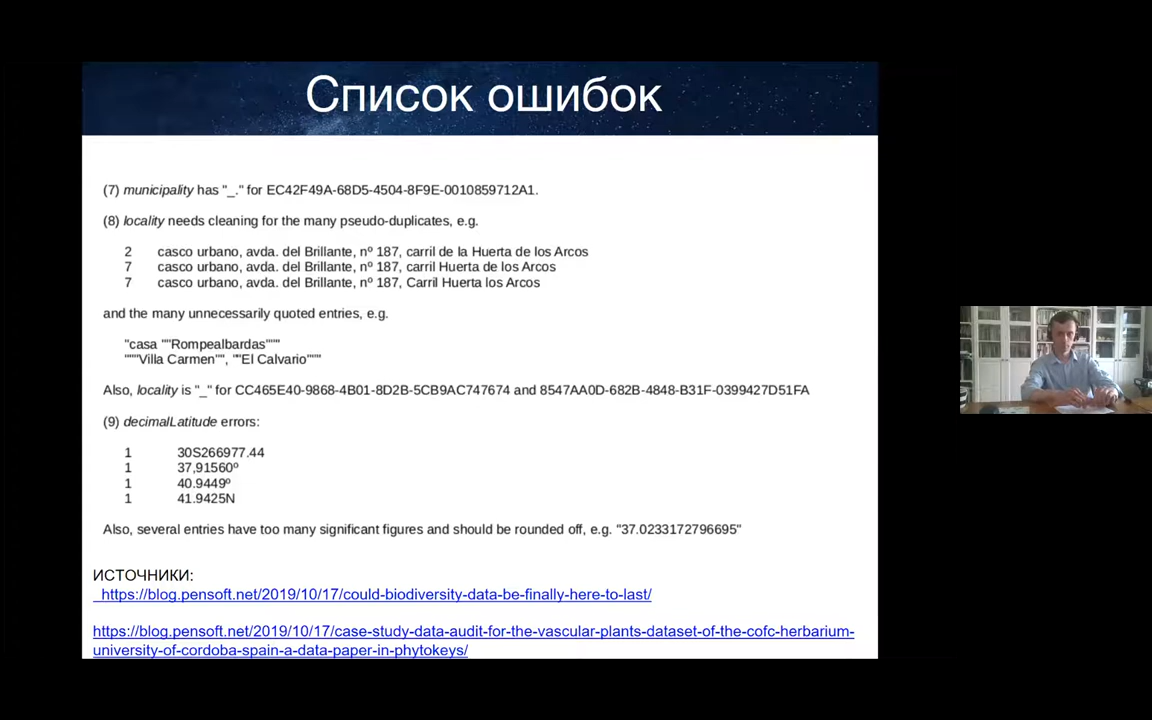 Список ошибок
(7) municipality has "_." for EC42F49A-68D5-4504-8F9E-0010859712A1.
(8) locality needs cleaning for the many pseudo-duplicates, e.g.
2 casco urbano, avda. del Brillante, nº 187, carril de la Huerta de los Arcos
7 casco urbano, avda. del Brillante, nº 187, carril Huerta de los Arcos
7 casco urbano, avda. del Brillante, nº 187, Carril Huerta los Arcos
and the many unnecessarily quoted entries, e.g.
"casa ""Rompealbardas"""
"""Villa Carmen"", ""El Calvario"""
Also, locality is "_" for CC465E40-9868-4B01-8D2B-5CB9AC747674 and 8547AA0D-682B-4848-B31F-0399427D51FA
(9) decimalLatitude errors:
1 30S266977.44
1 37,91560º
1 40.9449º
1 41.9425N
Also, several entries have too many significant figures and should be rounded off, e.g. "37.0233172796695"
ИСТОЧНИКИ:
https://blog.pensoft.net/2019/10/17/could-biodiversity-data-be-finally-here-to-last/
https://blog.pensoft.net/2019/10/17/case-study-data-audit-for-the-vascular-plants-dataset-of-the-cofc-herbarium-
university-of-cordoba-spain-a-data-paper-in-phytokeys/